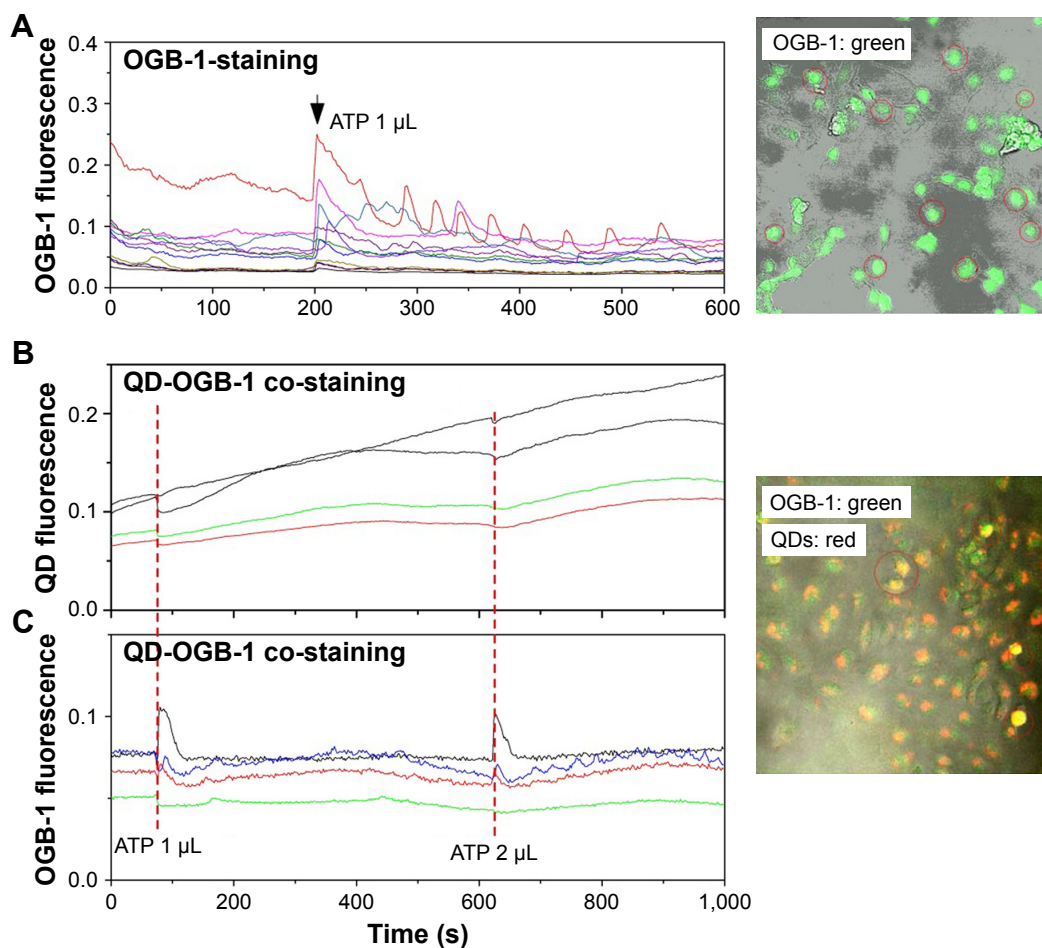 A
OGB-1-staining
ATP 1 µL
OGB-1 fluorescence
0.4
0.3
0.2
0.1
0.0
0 100 200 300 400 500 600
OGB-1: green
B
QD-OGB-1 co-staining
QD fluorescence
0.2
0.1
0.0
OGB-1: green
QDs: red
C
QD-OGB-1 co-staining
OGB-1 fluorescence
0.1
0.0
ATP 1 µL
ATP 2 µL
0 200 400 600 800 1,000
Time (s)